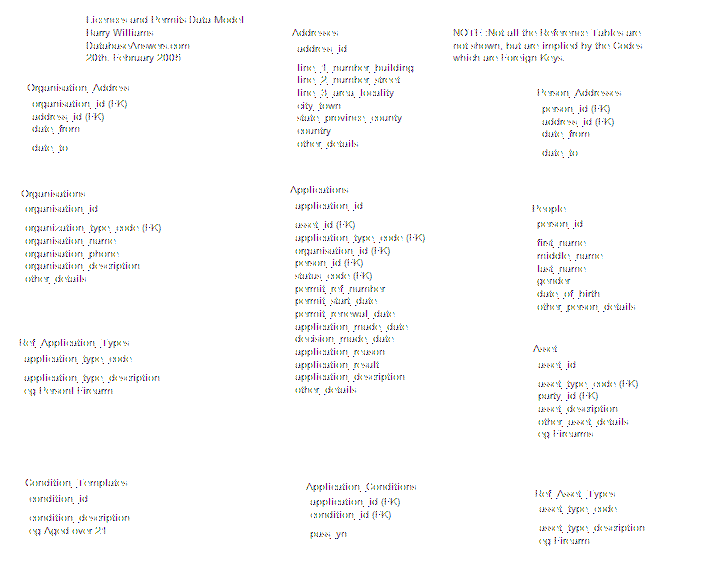 Licences and Permits Data Model
Barry Williams
DatabaseAnswers.com
20th. February 2008
NOTE :Not all the Reference Tables are
not shown, but are implied by the Codes
which are Foreign Keys.
Addresses
address_id
line_1_number_building
line_2_number_street
line_3_area_locality
city_town
state_province_county
country
other_details
Organisation_Address
organisation_id (FK)
address_id (FK)
date_from
date_to
Person_Addresses
person_id (FK)
address_id (FK)
date_from
date_to
Organisations
organisation_id
organization_type_code (FK)
organisation_name
organisation_phone
organisation_description
other_details
Applications
application_id
asset_id (FK)
application_type_code (FK)
organisation_id (FK)
person_id (FK)
status_code (FK)
permit_ref_number
permit_start_date
permit_renewal_date
application_made_date
decision_made_date
application_reason
application_result
application_description
other_details
People
person_id
first_name
middle_name
last_name
gender
date_of_birth
other_person_details
Ref_Application_Types
application_type_code
application_type_description
eg Person1 Firearm
Asset
asset_id
asset_type_code (FK)
party_id (FK)
asset_description
other_asset_details
eg Firearms
Condition_Templates
condition_id
condition_description
eg Aged over 21
Application_Conditions
application_id (FK)
condition_id (FK)
pass_yn
Ref_Asset_Types
asset_type_code
asset_type_description
eg Firearm